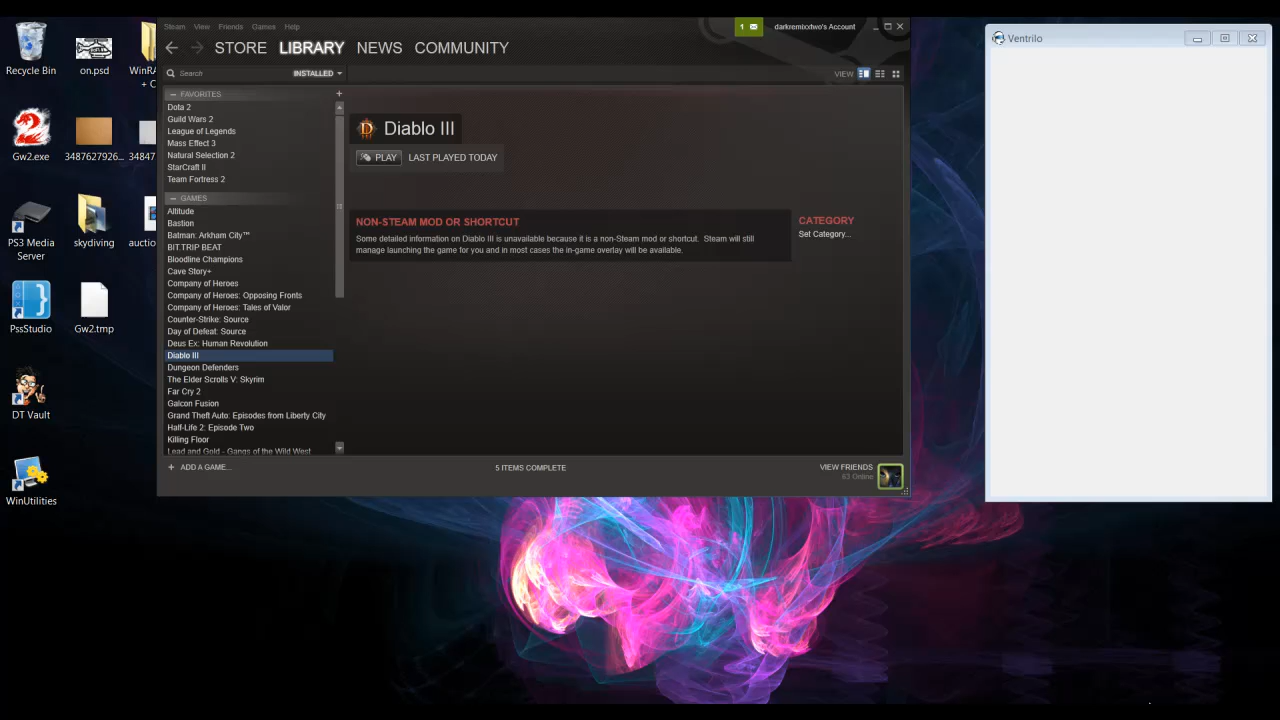 Recycle Bin
on.psd
WinRA
+ C
Gw2.exe
3487627926...
34847
PS3 Media
Server
skydiving
auctio
PssStudio
Gw2.tmp
DT Vault
WinUtilities
Steam View Friends Games Help
1
darkremixxtwo's Account
STORE LIBRARY NEWS COMMUNITY
Search
INSTALLED
VIEW
FAVORITES
Dota 2
Guild Wars 2
League of Legends
Mass Effect 3
Natural Selection 2
StarCraft II
Team Fortress 2
GAMES
Altitude
Bastion
Batman: Arkham City™
BIT.TRIP BEAT
Bloodline Champions
Cave Story+
Company of Heroes
Company of Heroes: Opposing Fronts
Company of Heroes: Tales of Valor
Counter-Strike: Source
Day of Defeat: Source
Deus Ex: Human Revolution
Diablo III
Dungeon Defenders
The Elder Scrolls V: Skyrim
Far Cry 2
Galcon Fusion
Grand Theft Auto: Episodes from Liberty City
Half-Life 2: Episode Two
Killing Floor
Lead and Gold - Gangs of the Wild West
+ ADD A GAME...
Diablo III
PLAY LAST PLAYED TODAY
NON-STEAM MOD OR SHORTCUT
Some detailed information on Diablo III is unavailable because it is a non-Steam mod or shortcut. Steam will still
manage launching the game for you and in most cases the in-game overlay will be available.
CATEGORY
Set Category...
5 ITEMS COMPLETE
VIEW FRIENDS
63 Online
Ventrilo